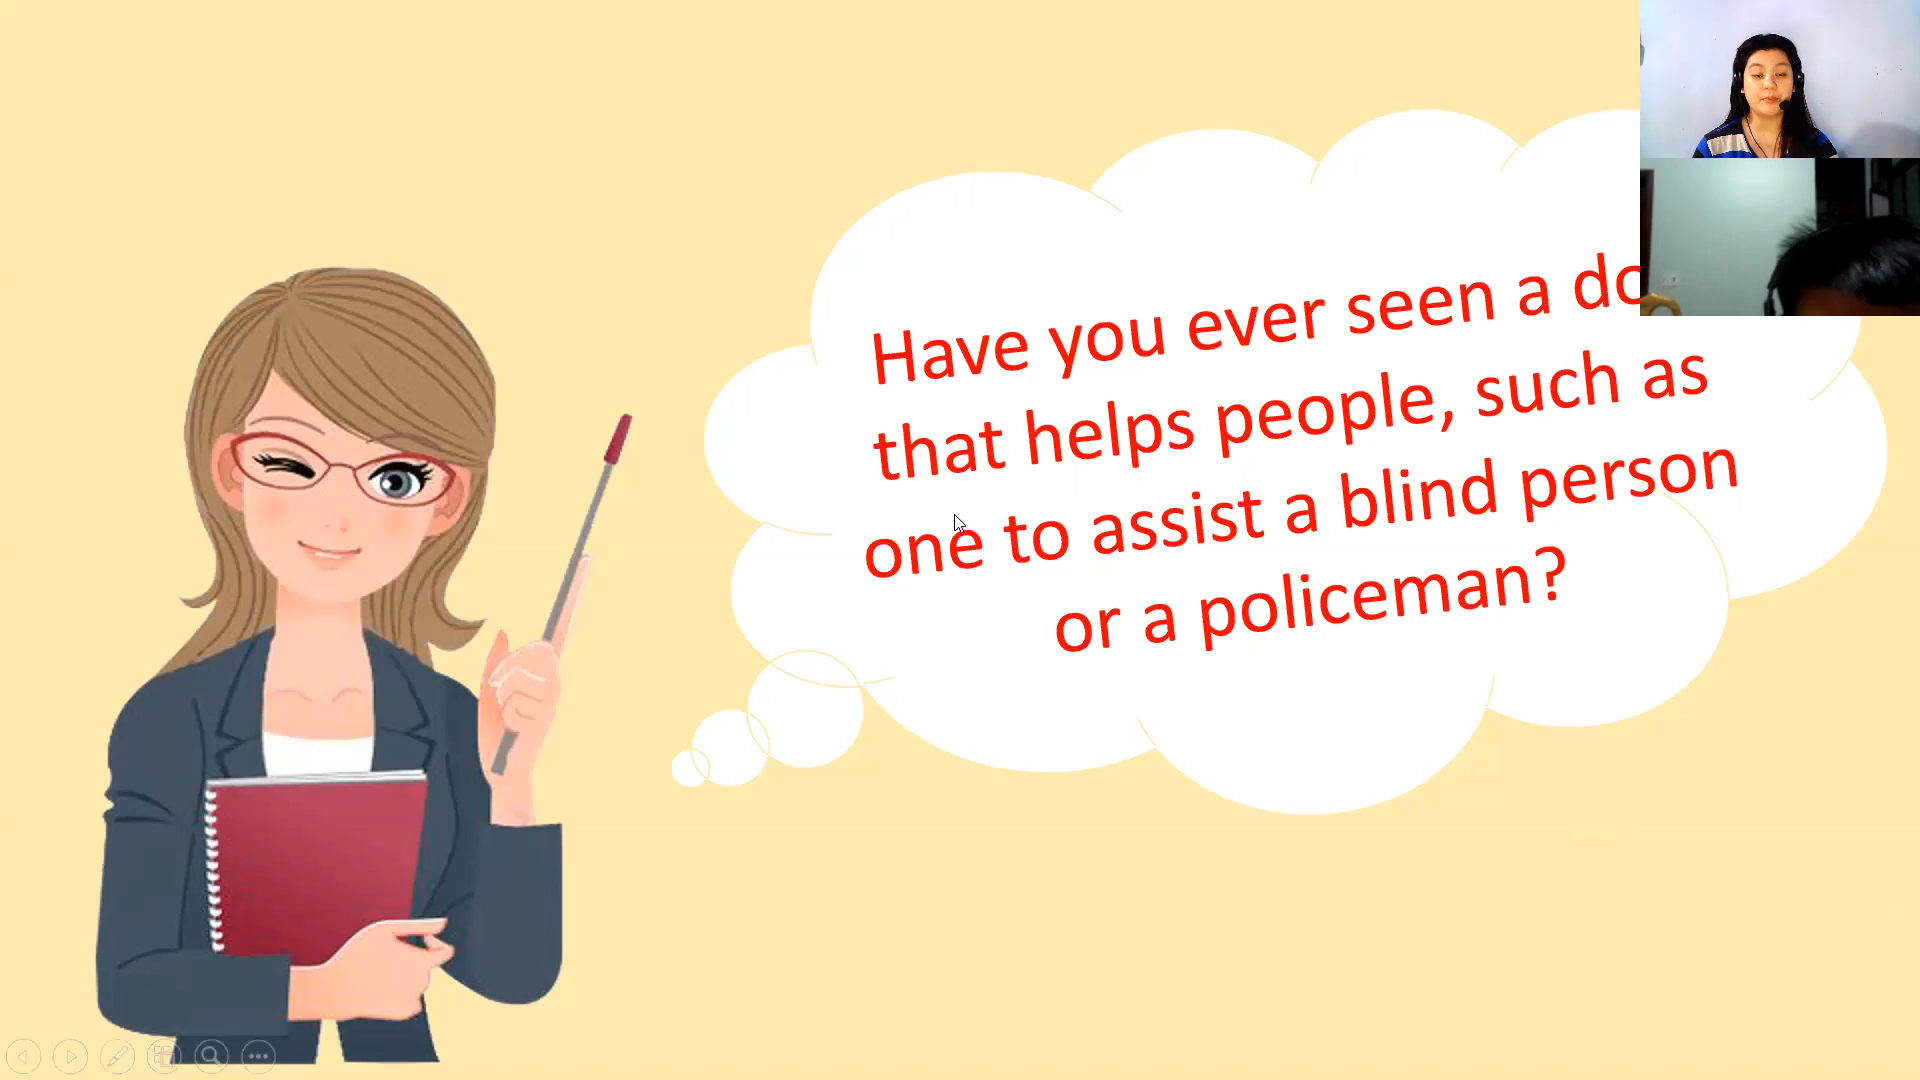 Have you ever seen a do
that helps people, such as
one to assist a blind person
or a policeman?